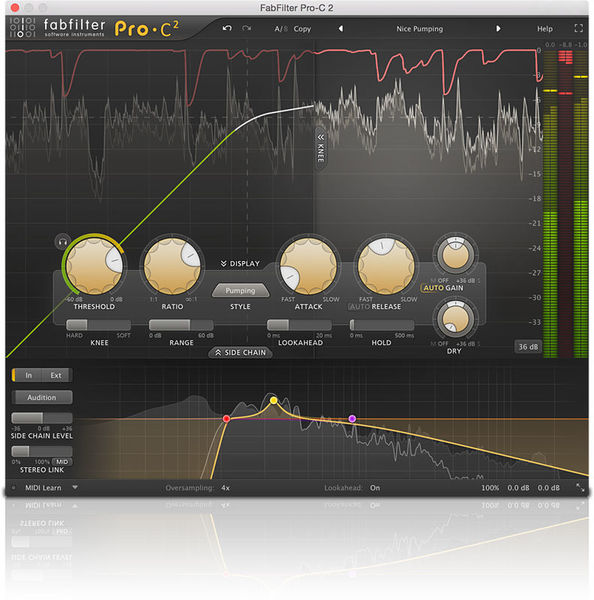 FabFilter Pro-C 2
fabfilter
software instruments
Pro·C 2
A/B Copy
Nice Pumping
Help
0.0 -8.8 -1.0
0
-3
-6
-9
-12
-15
-18
-21
-24
-27
-30
-33
36 dB
KNEE
DISPLAY
-60 dB 0 dB
THRESHOLD
1:1 ∞:1
RATIO
Pumping
STYLE
FAST SLOW
ATTACK
FAST SLOW
AUTO RELEASE
M OFF +36 dB S
AUTO GAIN
HARD SOFT
KNEE
0 dB 60 dB
RANGE
0 ms 20 ms
LOOKAHEAD
0 ms 500 ms
HOLD
M OFF +36 dB S
DRY
SIDE CHAIN
In Ext
Audition
-36 0 dB +36
SIDE CHAIN LEVEL
0% 100% MID
STEREO LINK
MIDI Learn
Oversampling: 4x
Lookahead: On
100% 0.0 dB 0.0 dB